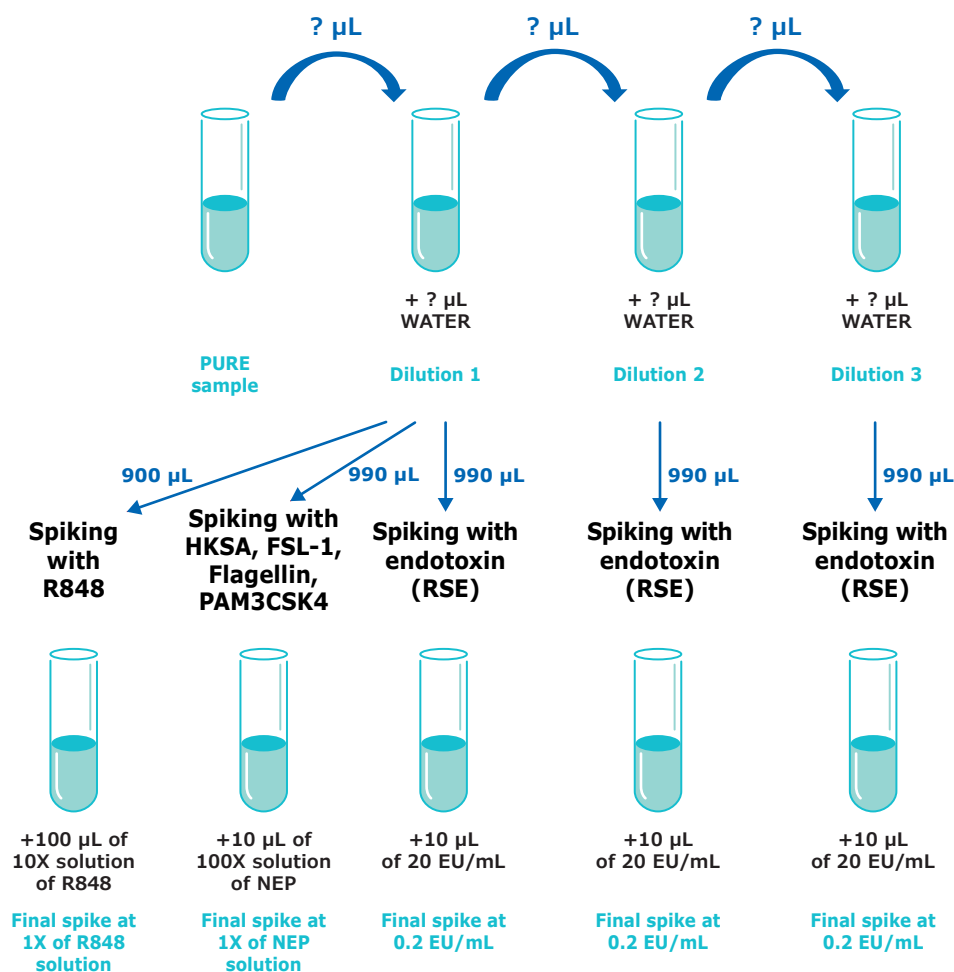 ? µL
? µL
? µL
+ ? µL
WATER
+ ? µL
WATER
+ ? µL
WATER
PURE
sample
Dilution 1
Dilution 2
Dilution 3
900 µL
990 µL
990 µL
990 µL
990 µL
Spiking
with
R848
Spiking with
HKSA, FSL-1,
Flagellin,
PAM3CSK4
Spiking with
endotoxin
(RSE)
Spiking with
endotoxin
(RSE)
Spiking with
endotoxin
(RSE)
+100 µL of
10X solution
of R848
+10 µL of
100X solution
of NEP
+10 µL
of 20 EU/mL
+10 µL
of 20 EU/mL
+10 µL
of 20 EU/mL
Final spike at
1X of R848
solution
Final spike at
1X of NEP
solution
Final spike at
0.2 EU/mL
Final spike at
0.2 EU/mL
Final spike at
0.2 EU/mL